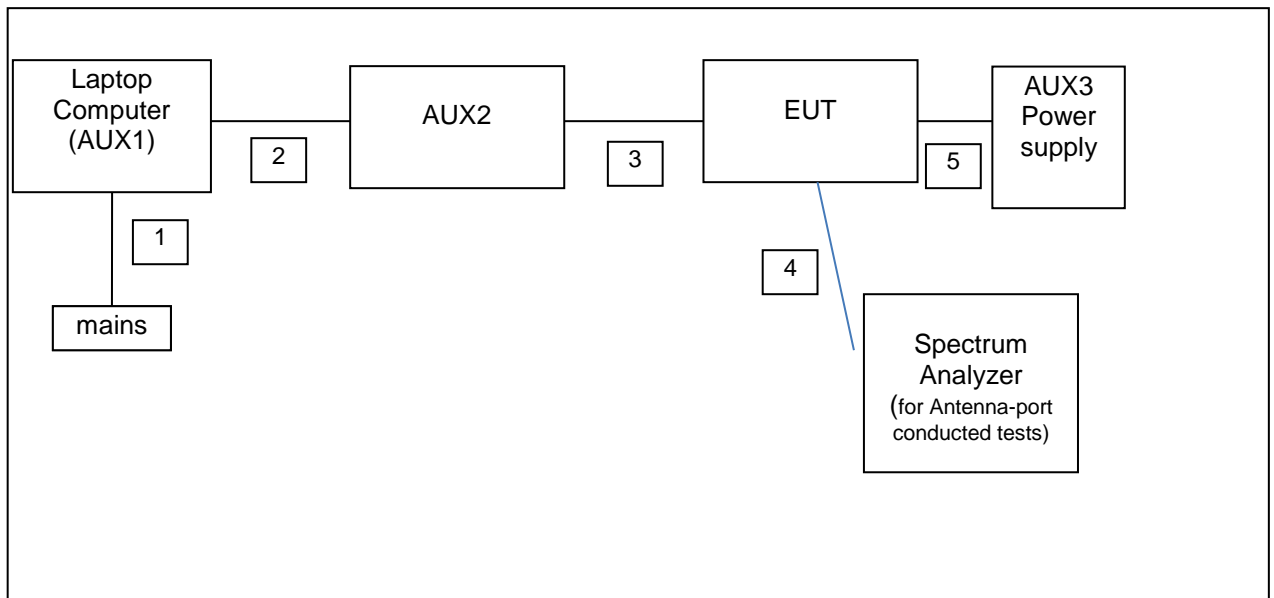 Laptop
Computer
(AUX1)
AUX2
EUT
AUX3
Power
supply
2
3
5
1
4
mains
Spectrum
Analyzer
(for Antenna-port
conducted tests)